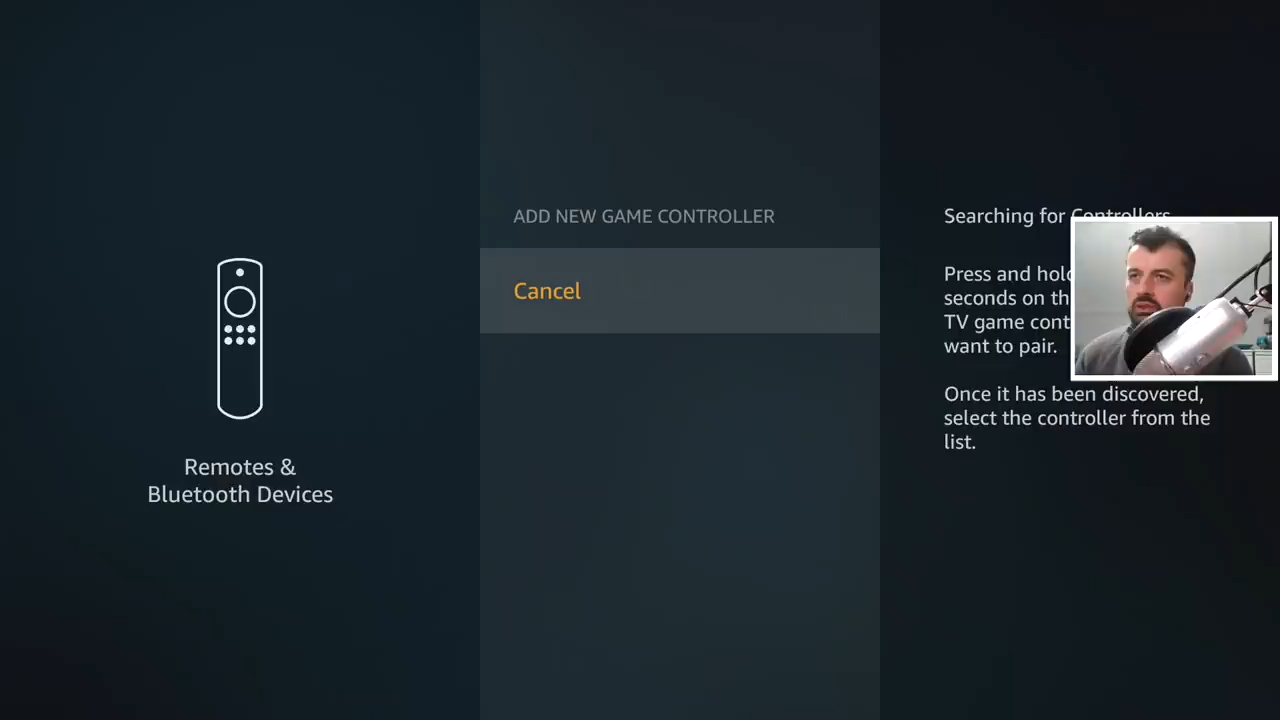 ADD NEW GAME CONTROLLER
Cancel
Remotes &
Bluetooth Devices
Searching for Controllers
Press and hold
seconds on th
TV game cont
want to pair.
Once it has been discovered,
select the controller from the
list.